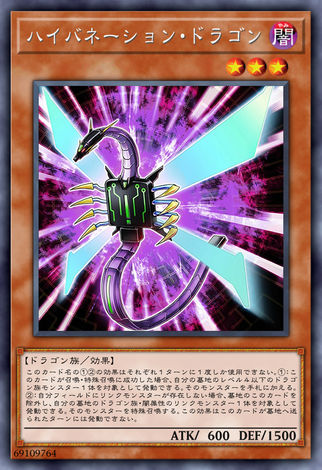 ハイバネーション・ドラゴン
闇
やみ
【ドラゴン族／効果】
このカード名の①②の効果はそれぞれ１ターンに１度しか使用できない。①：こ
のカードが召喚・特殊召喚に成功した場合、自分の墓地のレベル４以下のドラゴ
ン族モンスター１体を対象として発動できる。そのモンスターを手札に加える。
②：自分フィールドにリンクモンスターが存在しない場合、墓地のこのカードを
除外し、自分の墓地のドラゴン族・闇属性のリンクモンスター１体を対象として
発動できる。そのモンスターを特殊召喚する。この効果はこのカードが墓地へ送
られたターンには発動できない。
ATK/ 600 DEF/1500
69109764